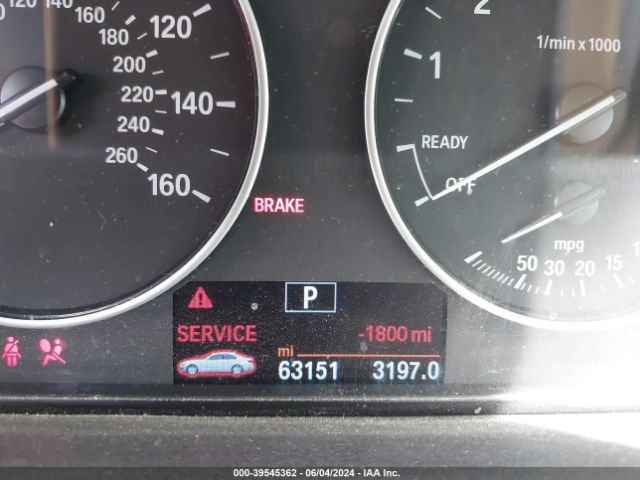 120 140 160
180
200
220
240
260
120
140
160
BRAKE
2
1
1/min x 1000
READY
OFF
mpg
50 30 20 15
P
SERVICE -1800 mi
mi
63151 3197.0
000-39545362 - 06/04/2024 - IAA Inc.